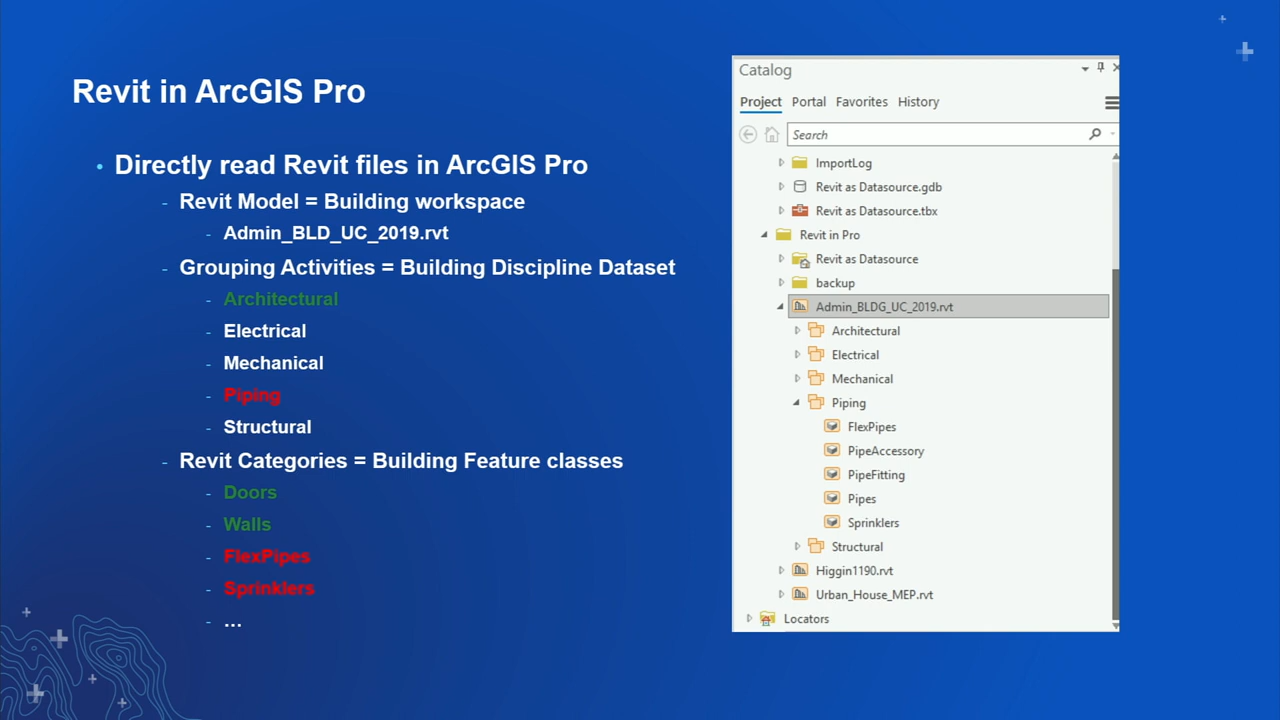 Revit in ArcGIS Pro
• Directly read Revit files in ArcGIS Pro
- Revit Model = Building workspace
- Admin_BLD_UC_2019.rvt
- Grouping Activities = Building Discipline Dataset
- Architectural
- Electrical
- Mechanical
- Piping
- Structural
- Revit Categories = Building Feature classes
- Doors
- Walls
- FlexPipes
- Sprinklers
- ...
Catalog
Project Portal Favorites History
Search
ImportLog
Revit as Datasource.gdb
Revit as Datasource.tbx
Revit in Pro
Revit as Datasource
backup
Admin_BLDG_UC_2019.rvt
Architectural
Electrical
Mechanical
Piping
FlexPipes
PipeAccessory
PipeFitting
Pipes
Sprinklers
Structural
Higgin1190.rvt
Urban_House_MEP.rvt
Locators